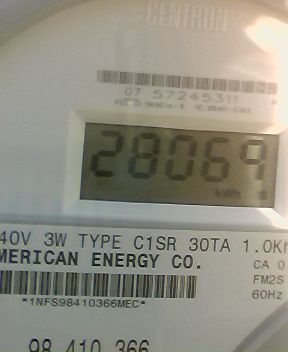 CENTRON®
07 57245311
28069
kWh
40V 3W TYPE C1SR 30TA 1.0K
MERICAN ENERGY CO.
CA 0
FM2S
60Hz
*1NFS98410366MEC*
98 410 366